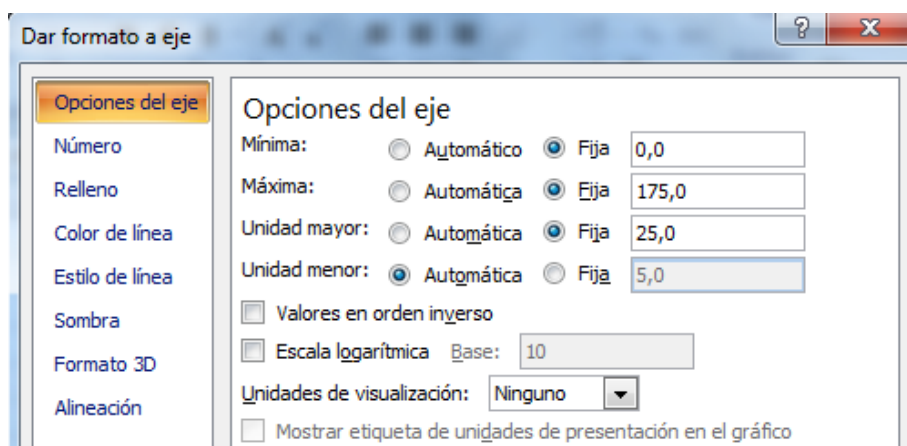 Dar formato a eje
Opciones del eje
Número
Relleno
Color de línea
Estilo de línea
Sombra
Formato 3D
Alineación
Opciones del eje
Mínima: Automático Fija 0,0
Máxima: Automática Fija 175,0
Unidad mayor: Automática Fija 25,0
Unidad menor: Automática Fija 5,0
Valores en orden inverso
Escala logarítmica Base: 10
Unidades de visualización: Ninguno
Mostrar etiqueta de unidades de presentación en el gráfico